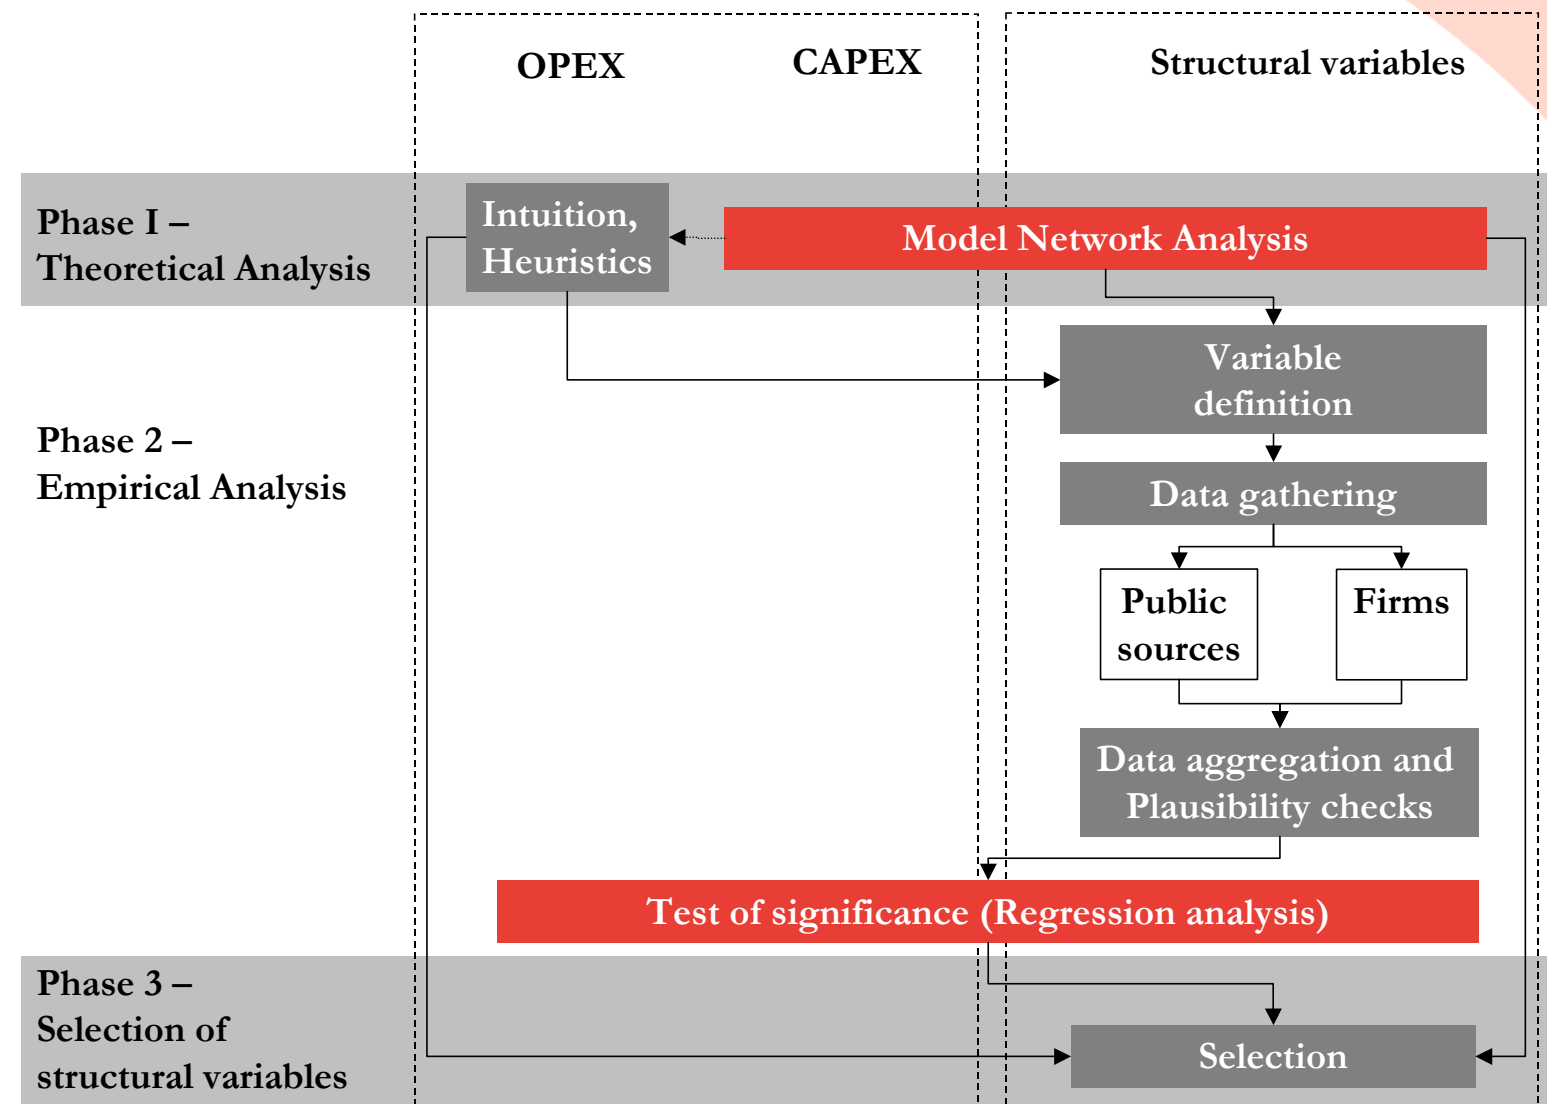 OPEX
CAPEX
Structural variables
Phase I –
Theoretical Analysis
Intuition,
Heuristics
Model Network Analysis
Variable
definition
Phase 2 –
Empirical Analysis
Data gathering
Public
sources
Firms
Data aggregation and
Plausibility checks
Test of significance (Regression analysis)
Phase 3 –
Selection of
structural variables
Selection